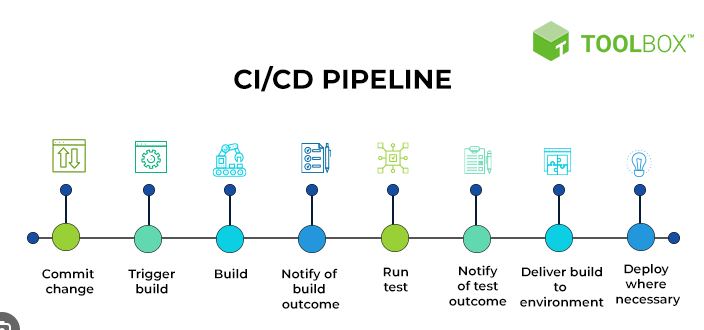 TOOLBOX™
CI/CD PIPELINE
Commit
change
Trigger
build
Build
Notify of
build
outcome
Run
test
Notify
of test
outcome
Deliver build
to
environment
Deploy
where
necessary